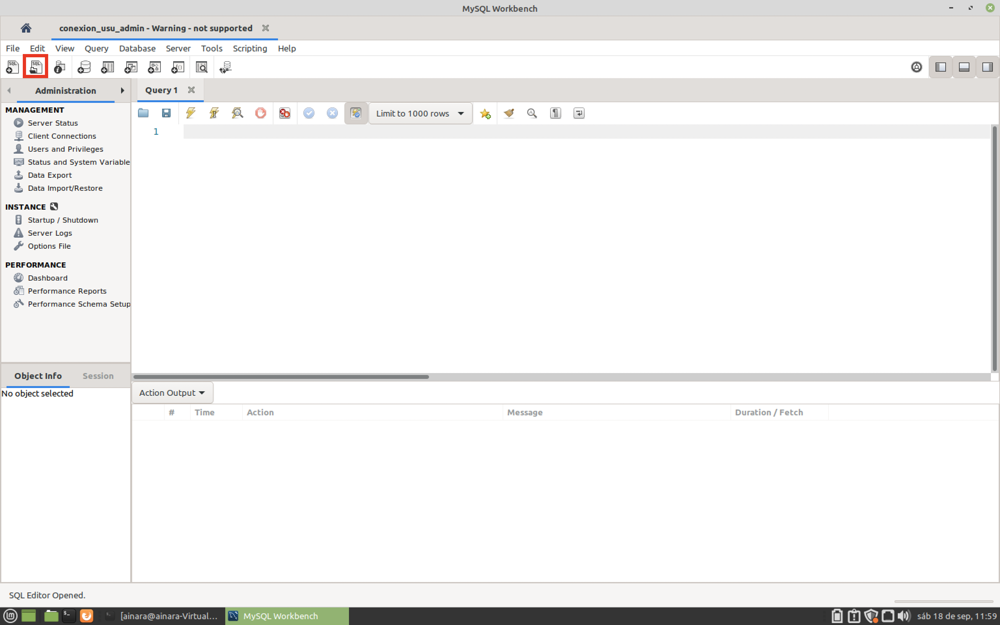 MySQL Workbench
conexion_usu_admin - Warning - not supported
File Edit View Query Database Server Tools Scripting Help
SQL SQL
Administration
Query 1
MANAGEMENT
Server Status
Client Connections
Users and Privileges
Status and System Variable
Data Export
Data Import/Restore
INSTANCE
Startup / Shutdown
Server Logs
Options File
PERFORMANCE
Dashboard
Performance Reports
Performance Schema Setup
Limit to 1000 rows
1
Object Info Session
No object selected
Action Output
# Time Action Message Duration / Fetch
SQL Editor Opened.
[ainara@ainara-Virtual...
MySQL Workbench
sáb 18 de sep, 11:59